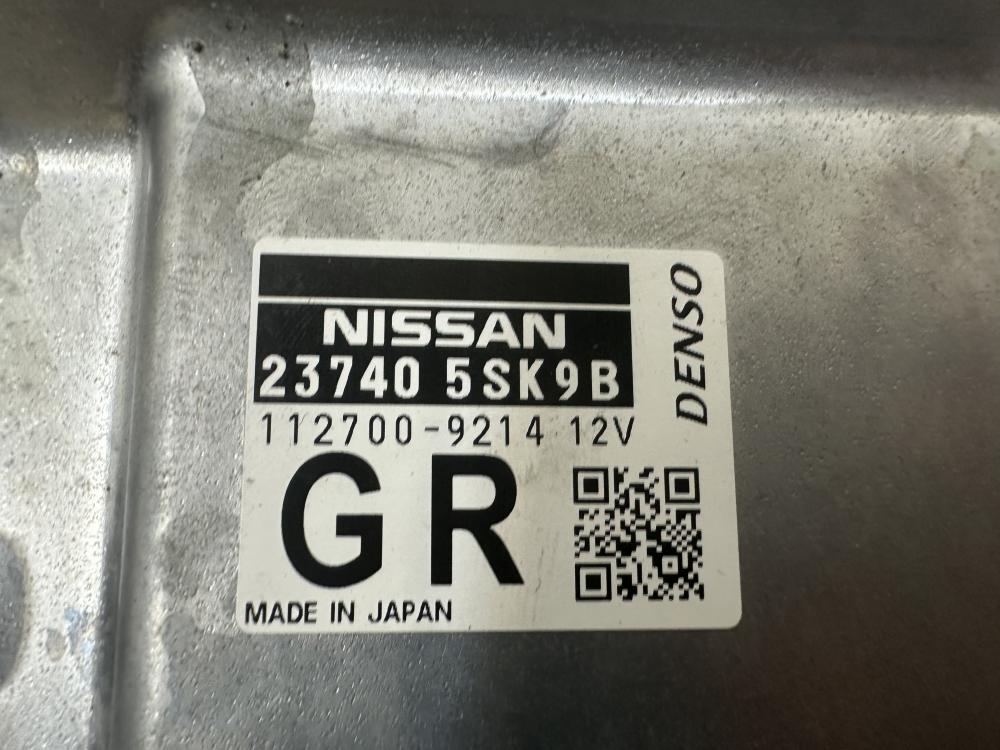 NISSAN
23740 5SK9B
112700-9214 12V
GR
MADE IN JAPAN
DENSO